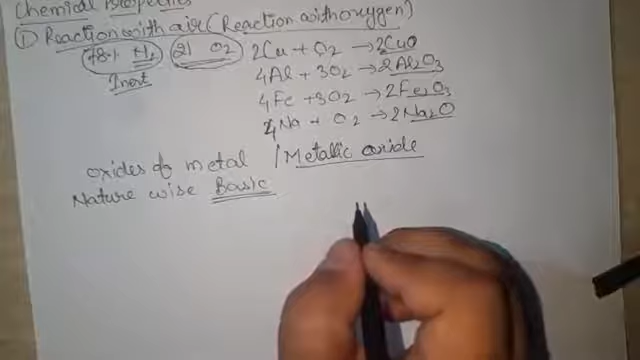 Chemical Properties
① Reaction with air (Reaction with oxygen)
78% N₂ 21 O₂ 2Cu + O₂ → 2CuO
Inert 4Al + 3O₂ → 2Al₂O₃
4Fe + 3O₂ → 2Fe₂O₃
4Na + O₂ → 2Na₂O
oxides of metal / Metallic oxide
Nature wise Basic